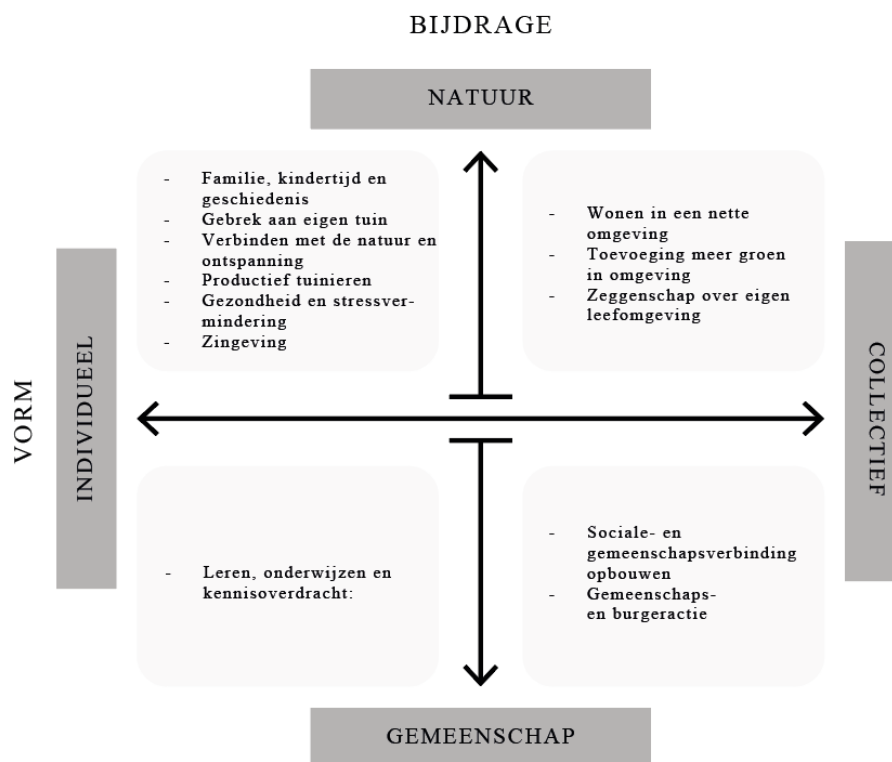 BIJDRAGE
NATUUR
- Familie, kindertijd en
geschiedenis
- Gebrek aan eigen tuin
- Verbinden met de natuur en
ontspanning
- Productief tuinieren
- Gezondheid en stressver-
mindering
- Zingeving
- Wonen in een nette
omgeving
- Toevoeging meer groen
in omgeving
- Zeggenschap over eigen
leefomgeving
VORM
INDIVIDUEEL
COLLECTIEF
- Leren, onderwijzen en
kennisoverdracht:
- Sociale- en
gemeenschapsverbinding
opbouwen
- Gemeenschaps-
en burgeractie
GEMEENSCHAP